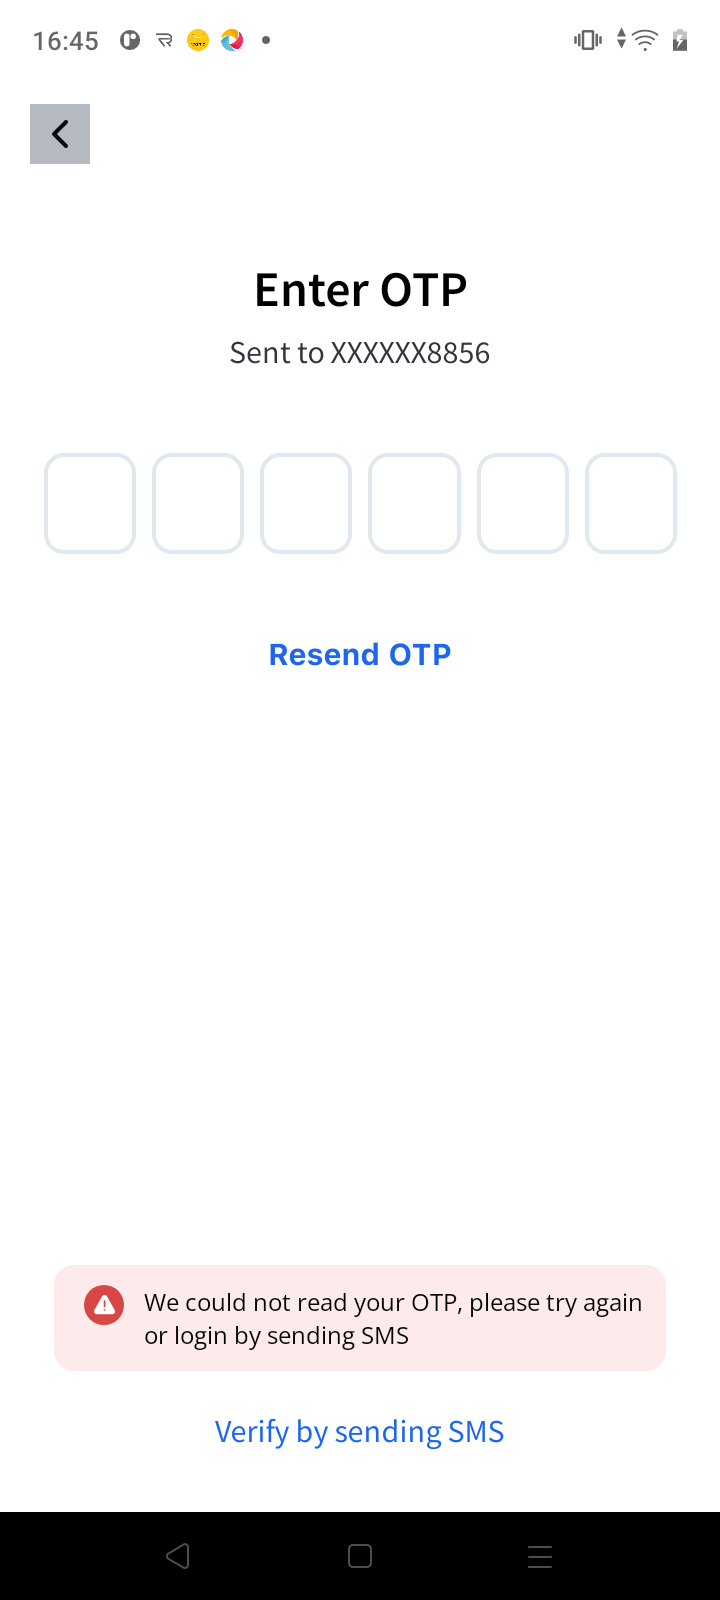 16:45
Enter OTP
Sent to XXXXXX8856
Resend OTP
We could not read your OTP, please try again
or login by sending SMS
Verify by sending SMS